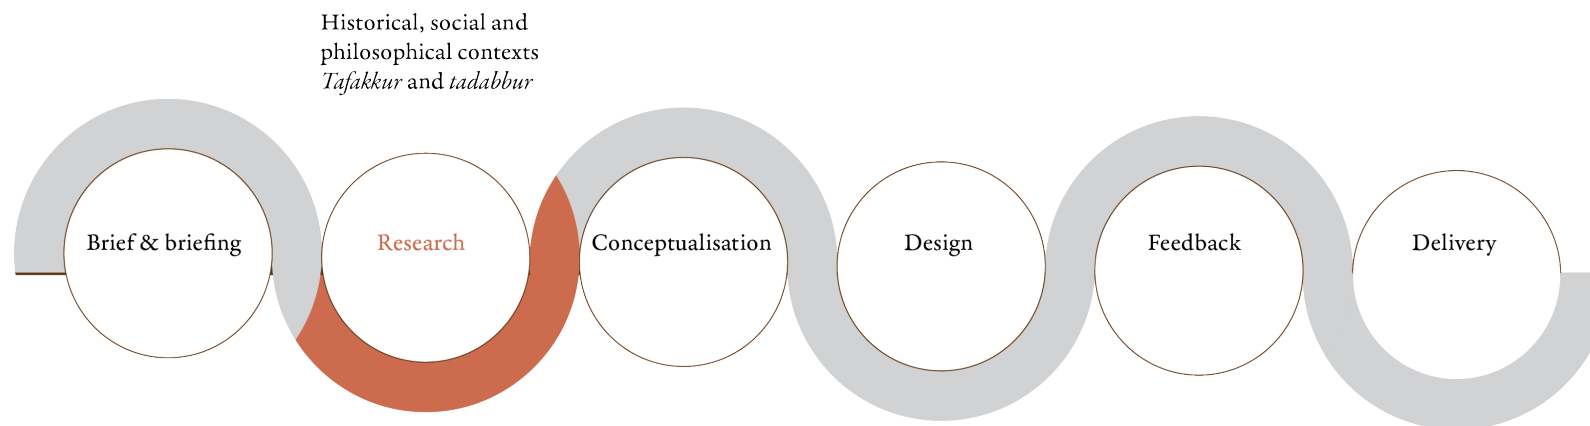 Historical, social and
philosophical contexts
Tafakkur and tadabbur
Brief & briefing
Research
Conceptualisation
Design
Feedback
Delivery